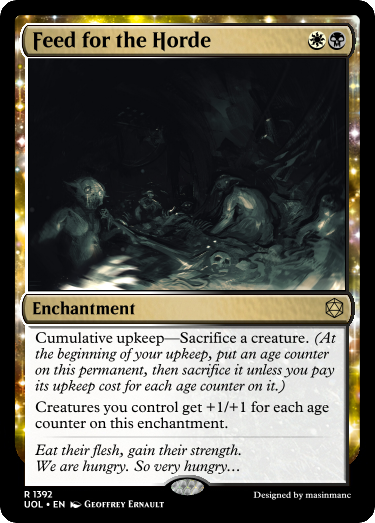 Feed for the Horde
Enchantment
Cumulative upkeep—Sacrifice a creature. (At
the beginning of your upkeep, put an age counter
on this permanent, then sacrifice it unless you pay
its upkeep cost for each age counter on it.)
Creatures you control get +1/+1 for each age
counter on this enchantment.
Eat their flesh, gain their strength.
We are hungry. So very hungry…
R 1392
UOL • EN Geoffrey Ernault
Designed by masinmanc